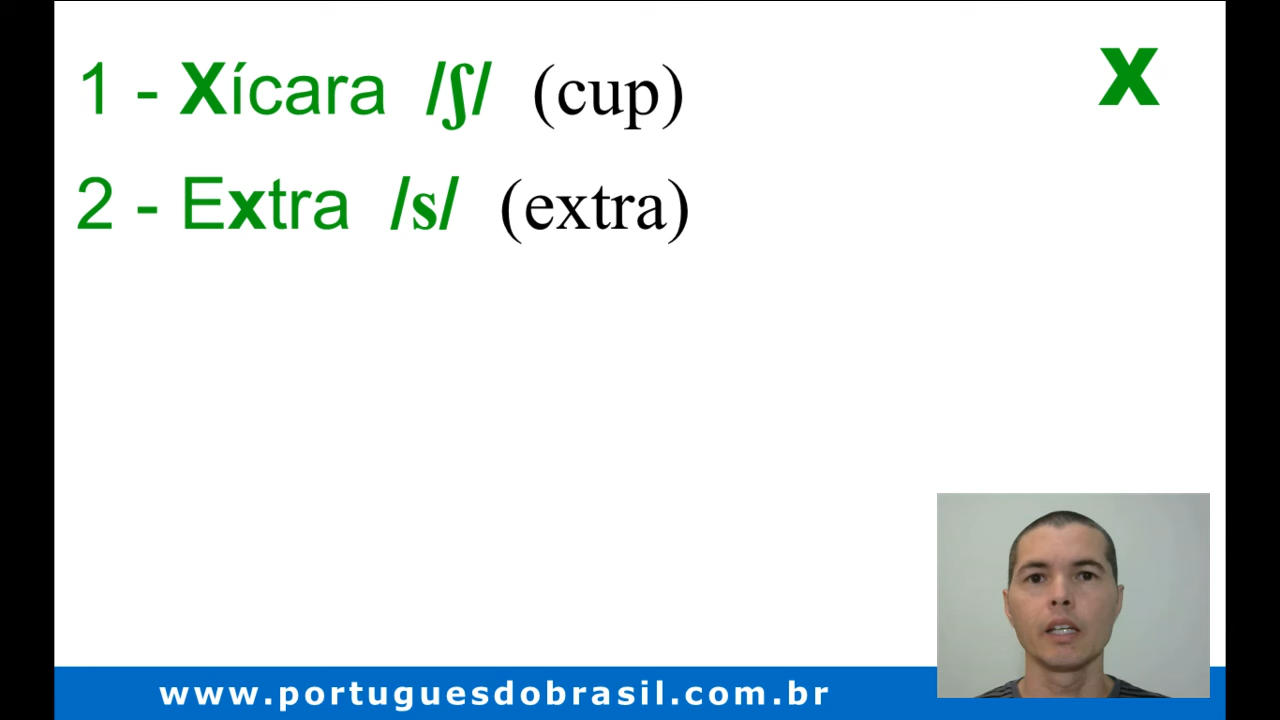 1 - Xícara /ʃ/ (cup)
X
2 - Extra /s/ (extra)
www.portuguesdobrasil.com.br